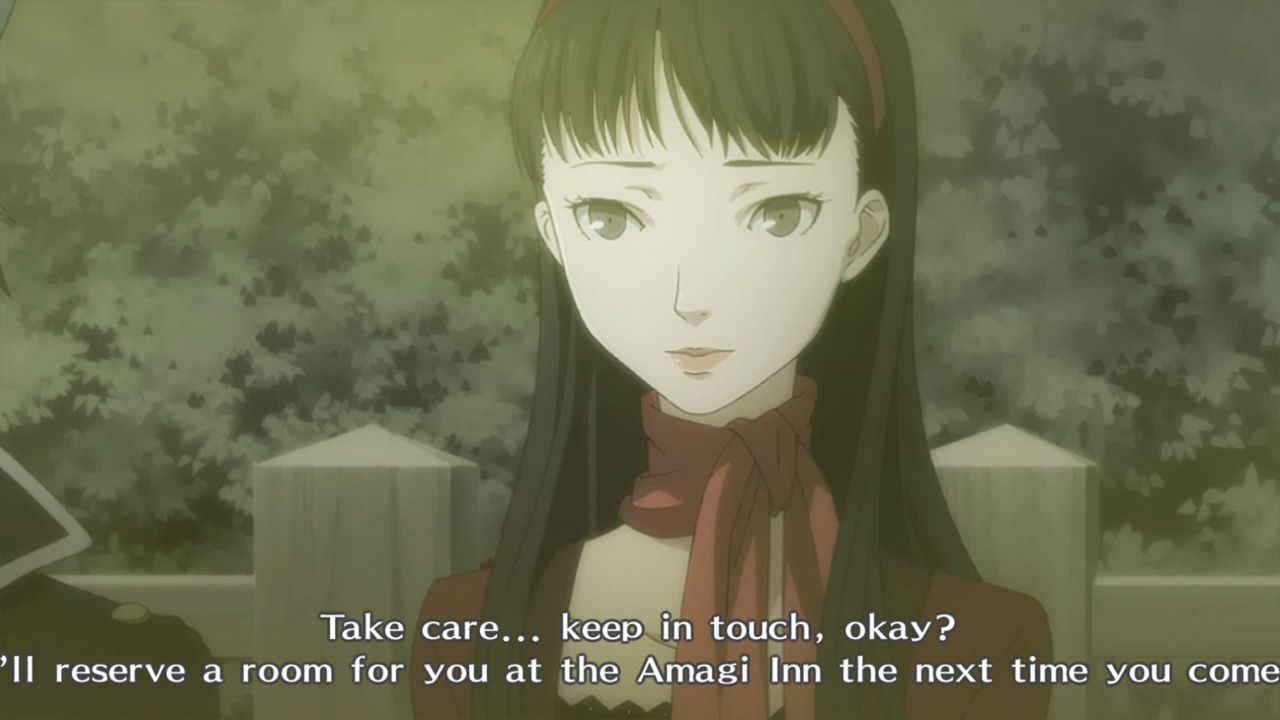 Take care... keep in touch, okay?
'll reserve a room for you at the Amagi Inn the next time you come